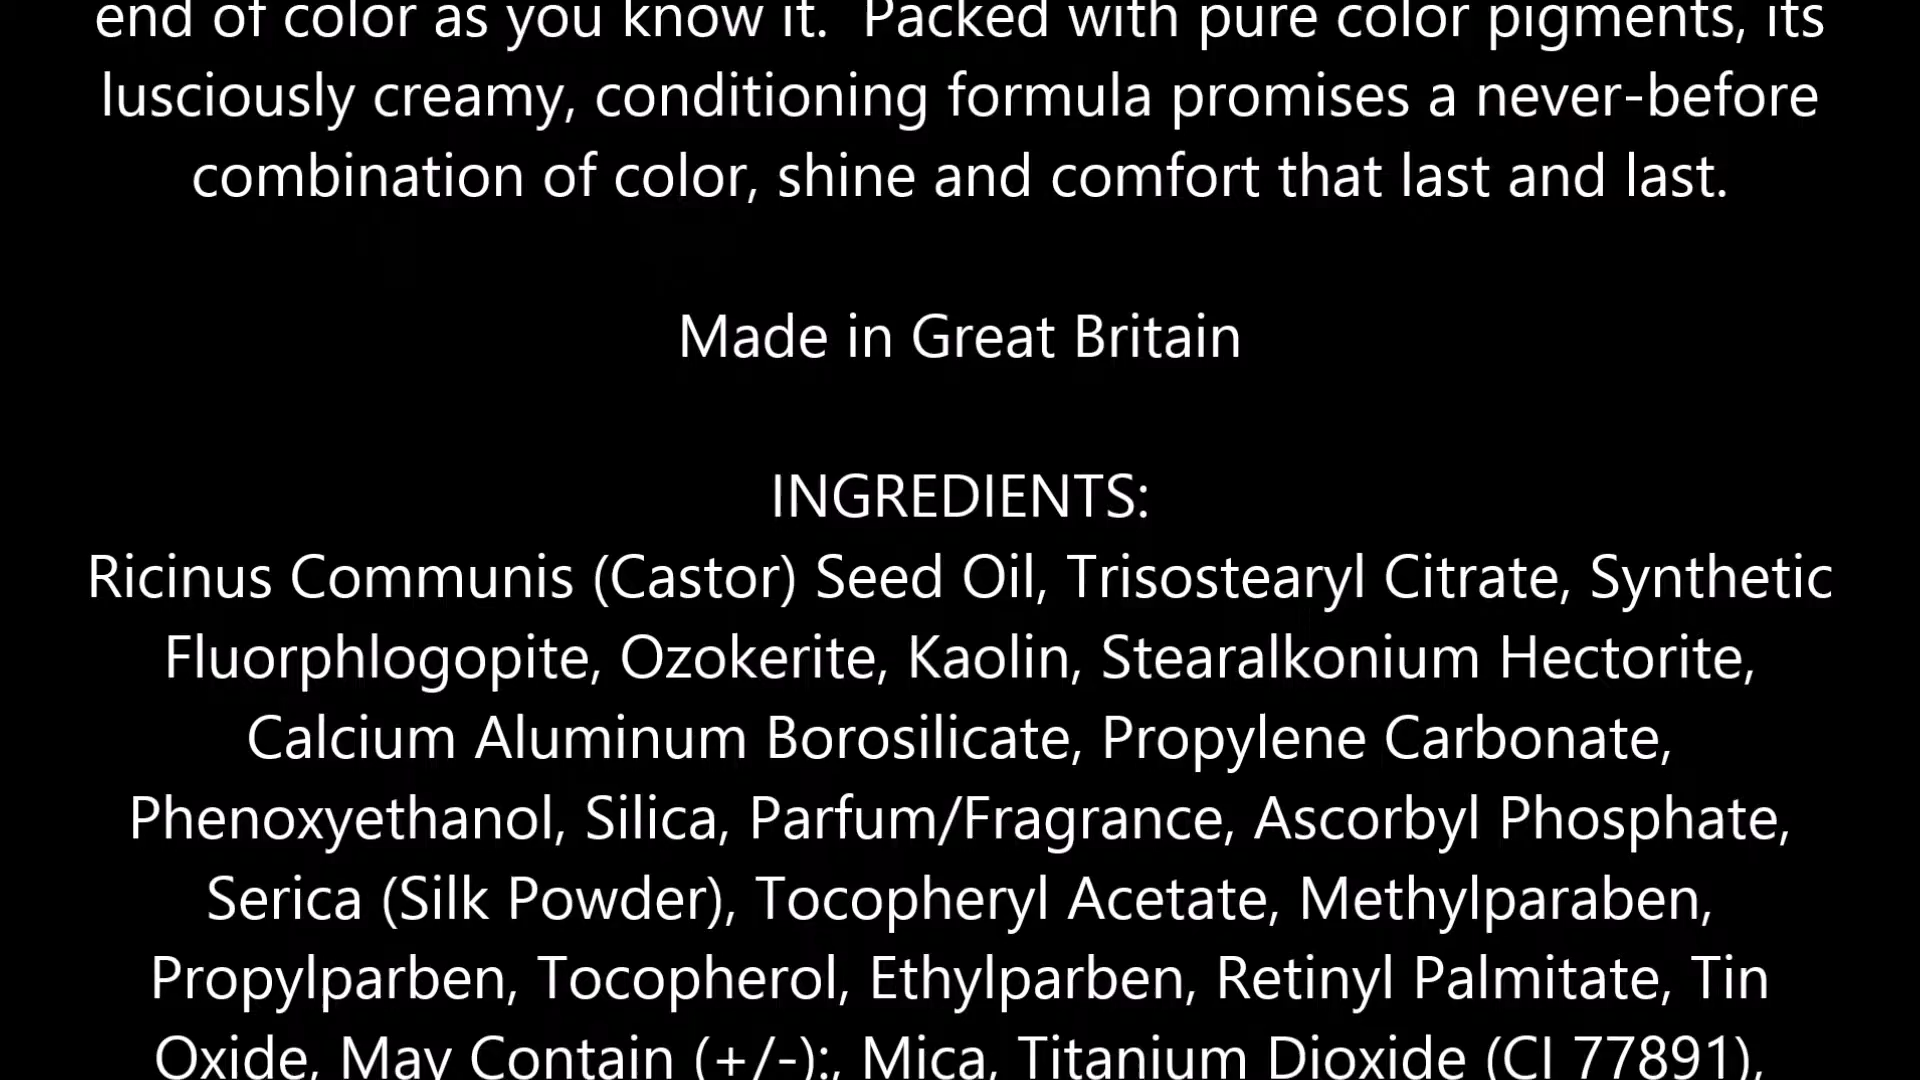 end of color as you know it.  Packed with pure color pigments, its
lusciously creamy, conditioning formula promises a never-before
combination of color, shine and comfort that last and last.
Made in Great Britain
INGREDIENTS:
Ricinus Communis (Castor) Seed Oil, Trisostearyl Citrate, Synthetic
Fluorphlogopite, Ozokerite, Kaolin, Stearalkonium Hectorite,
Calcium Aluminum Borosilicate, Propylene Carbonate,
Phenoxyethanol, Silica, Parfum/Fragrance, Ascorbyl Phosphate,
Serica (Silk Powder), Tocopheryl Acetate, Methylparaben,
Propylparben, Tocopherol, Ethylparben, Retinyl Palmitate, Tin
Oxide, May Contain (+/-):, Mica, Titanium Dioxide (CI 77891),